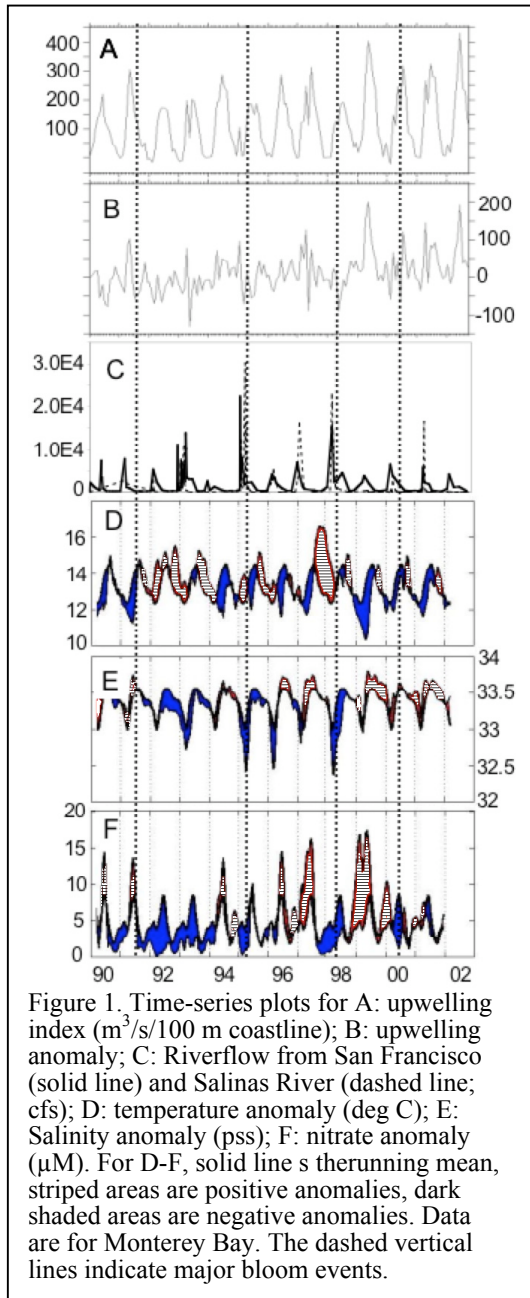 A
400
300
200
100
B
200
100
0
-100
C
3.0E4
2.0E4
1.0E4
0
D
16
14
12
10
E
34
33.5
33
32.5
32
F
20
15
10
5
0
90 92 94 96 98 00 02
Figure 1. Time-series plots for A: upwelling
index (m³/s/100 m coastline); B: upwelling
anomaly; C: Riverflow from San Francisco
(solid line) and Salinas River (dashed line;
cfs); D: temperature anomaly (deg C); E:
Salinity anomaly (pss); F: nitrate anomaly
(μM). For D-F, solid line s therunning mean,
striped areas are positive anomalies, dark
shaded areas are negative anomalies. Data
are for Monterey Bay. The dashed vertical
lines indicate major bloom events.